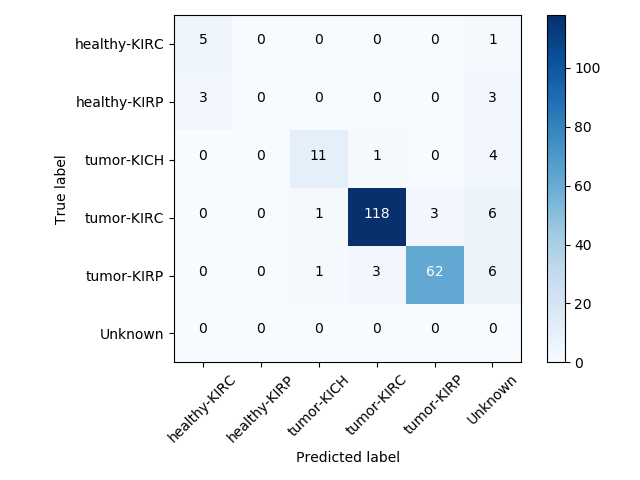 healthy-KIRC 5 0 0 0 0 1
healthy-KIRP 3 0 0 0 0 3
tumor-KICH 0 0 11 1 0 4
tumor-KIRC 0 0 1 118 3 6
tumor-KIRP 0 0 1 3 62 6
Unknown 0 0 0 0 0 0
True label
healthy-KIRC healthy-KIRP tumor-KICH tumor-KIRC tumor-KIRP Unknown
Predicted label
100
80
60
40
20
0